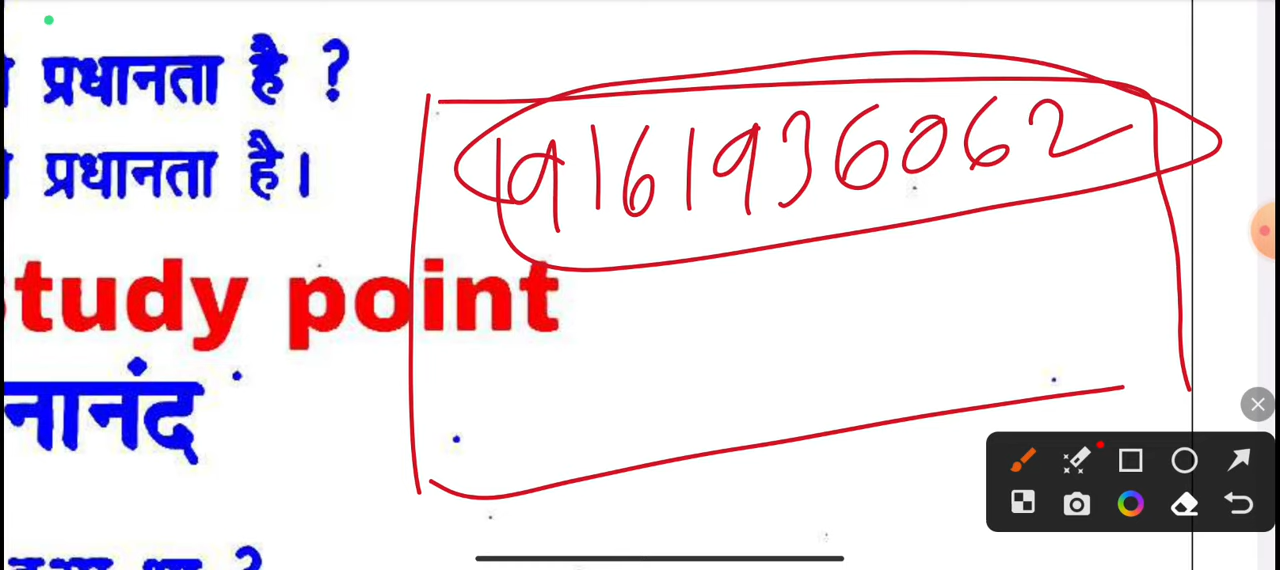 प्रधानता है ?
9161936062
प्रधानता है।
study point
नानंद